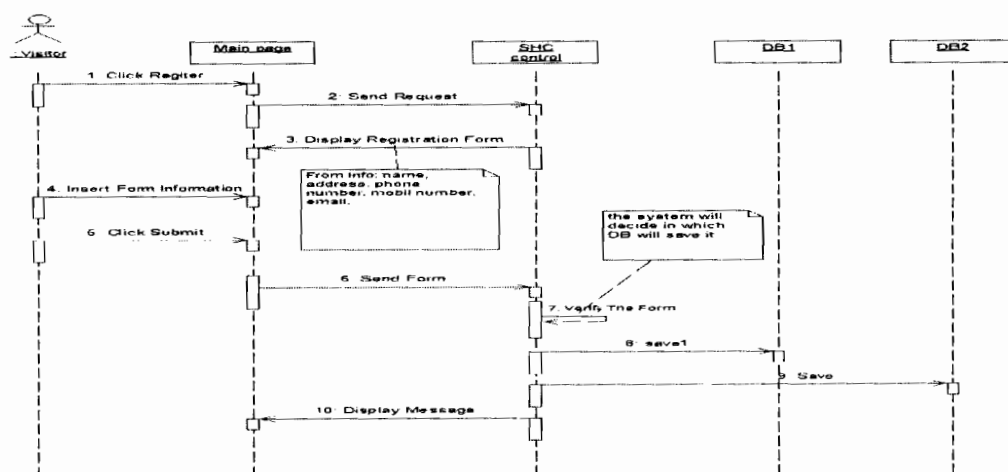 : Visitor
Main page
SHC
control
DB1
DB2
1. Click Regiter
2: Send Request
3. Display Registration Form
From Info: name,
address, phone
number, mobil number,
email.
4. Insert Form Information
the system will
decide in which
DB will save it
Click Submit
6. Send Form
7. Verify The Form
8: save1
9. Save
10: Display Message